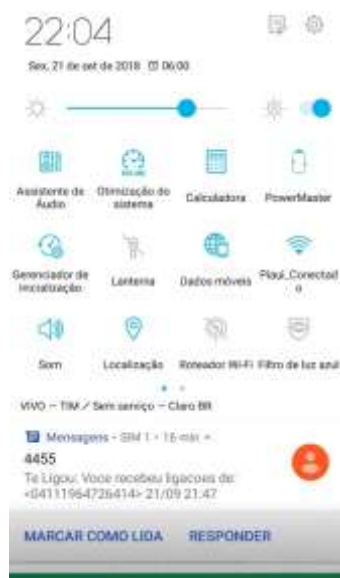 22:04
Sex, 21 de set de 2018 06:00
Assistente de Áudio
Otimização do sistema
Calculadora
PowerMaster
Gerenciador de Inicialização
Lanterna
Dados móveis
Piaui_Conectado
Som
Localização
Roteador Wi-Fi
Filtro de luz azul
VIVO — TIM / Sem serviço — Claro BR
Mensagens • SIM 1 • 16 min
4455
Te Ligou: Voce recebeu ligacoes de:
<04111964726414> 21/09 21:47
MARCAR COMO LIDA RESPONDER